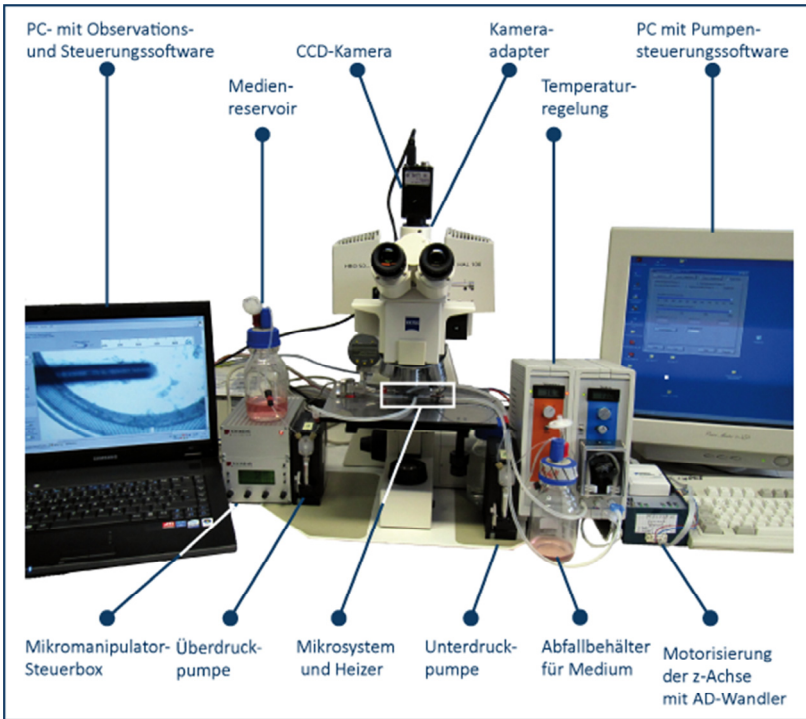 PC- mit Observations-
und Steuerungssoftware
Medien-
reservoir
CCD-Kamera
Kamera-
adapter
Temperatur-
regelung
PC mit Pumpen-
steuerungssoftware
ZEISS
SAMSUNG
Mikromanipulator-
Steuerbox
Überdruck-
pumpe
Mikrosystem
und Heizer
Unterdruck-
pumpe
Abfallbehälter
für Medium
Motorisierung
der z-Achse
mit AD-Wandler